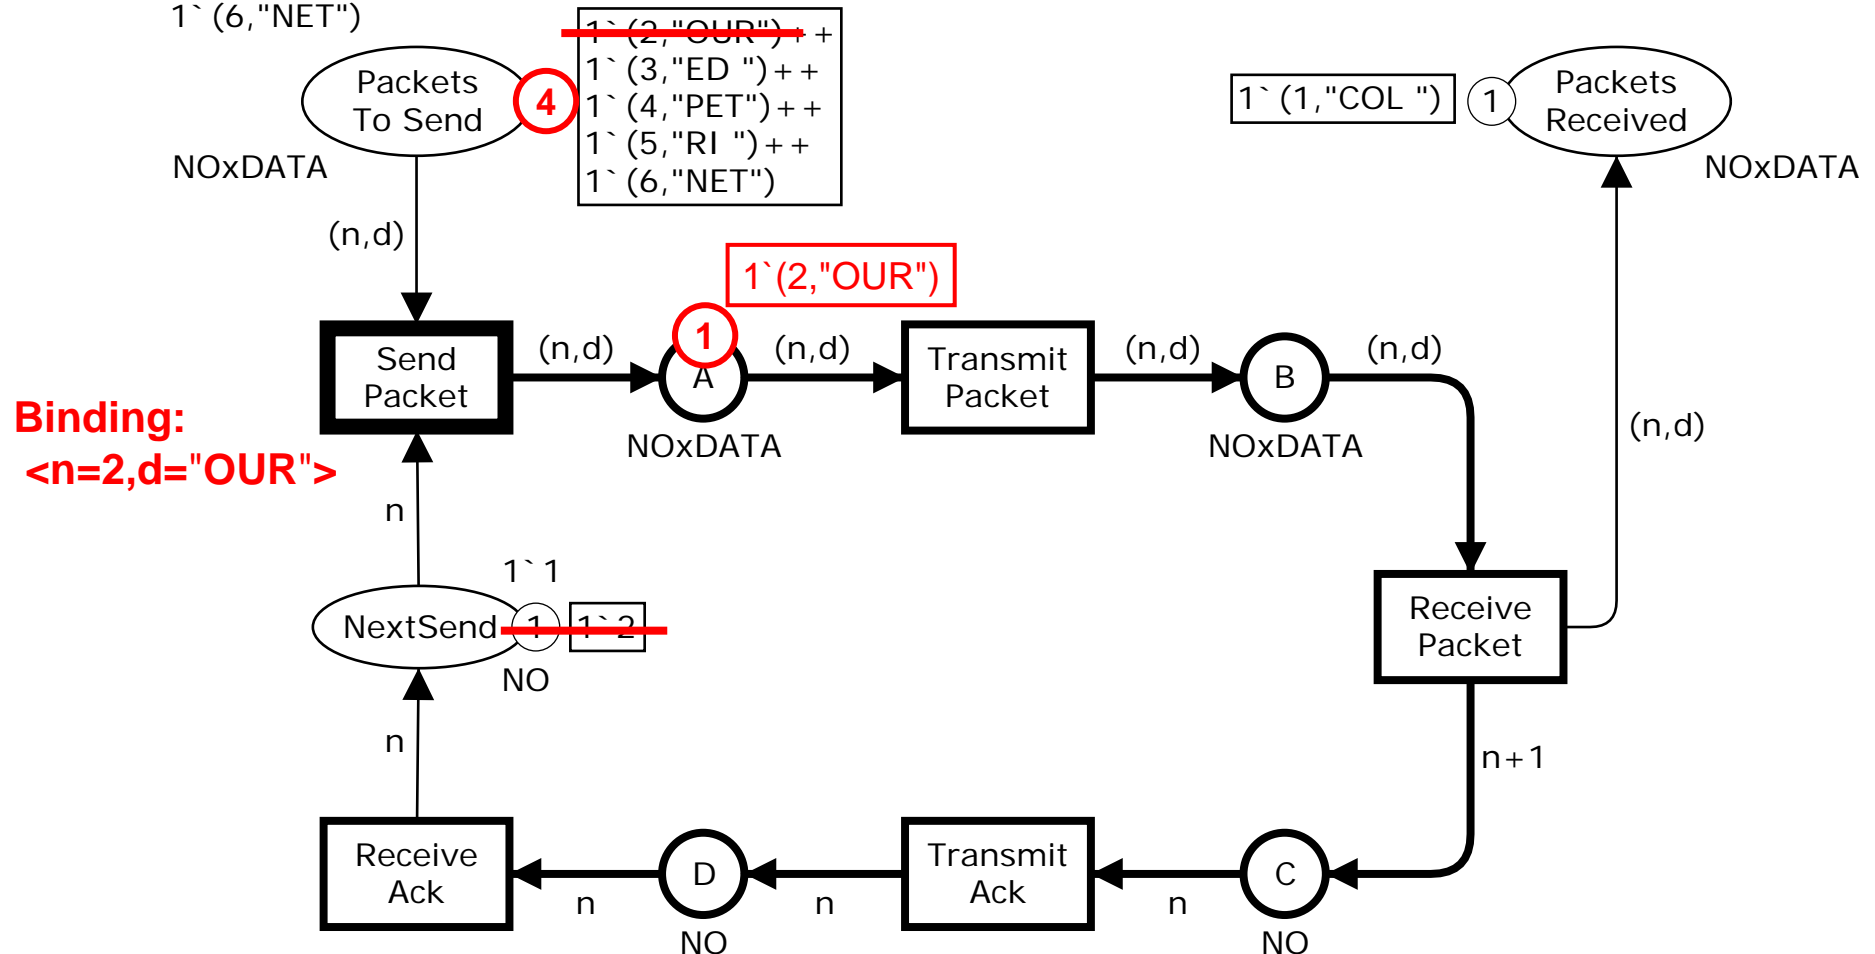 1`(6,"NET")
1`(2,"OUR")++
1`(3,"ED ")++
1`(4,"PET")++
1`(5,"RI ")++
1`(6,"NET")
Packets
To Send
4
NOxDATA
1`(1,"COL ")
1
Packets
Received
NOxDATA
(n,d)
1`(2,"OUR")
Send
Packet
(n,d)
1
A
NOxDATA
(n,d)
Transmit
Packet
(n,d)
B
NOxDATA
(n,d)
(n,d)
Binding:
<n=2,d="OUR">
n
1`1
NextSend
1
1`2
NO
Receive
Packet
n
n+1
Receive
Ack
n
D
NO
n
Transmit
Ack
n
C
NO